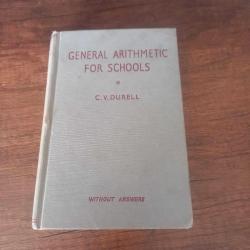 GENERAL ARITHMETIC
FOR SCHOOLS
C.V. DURELL
WITHOUT ANSWERS